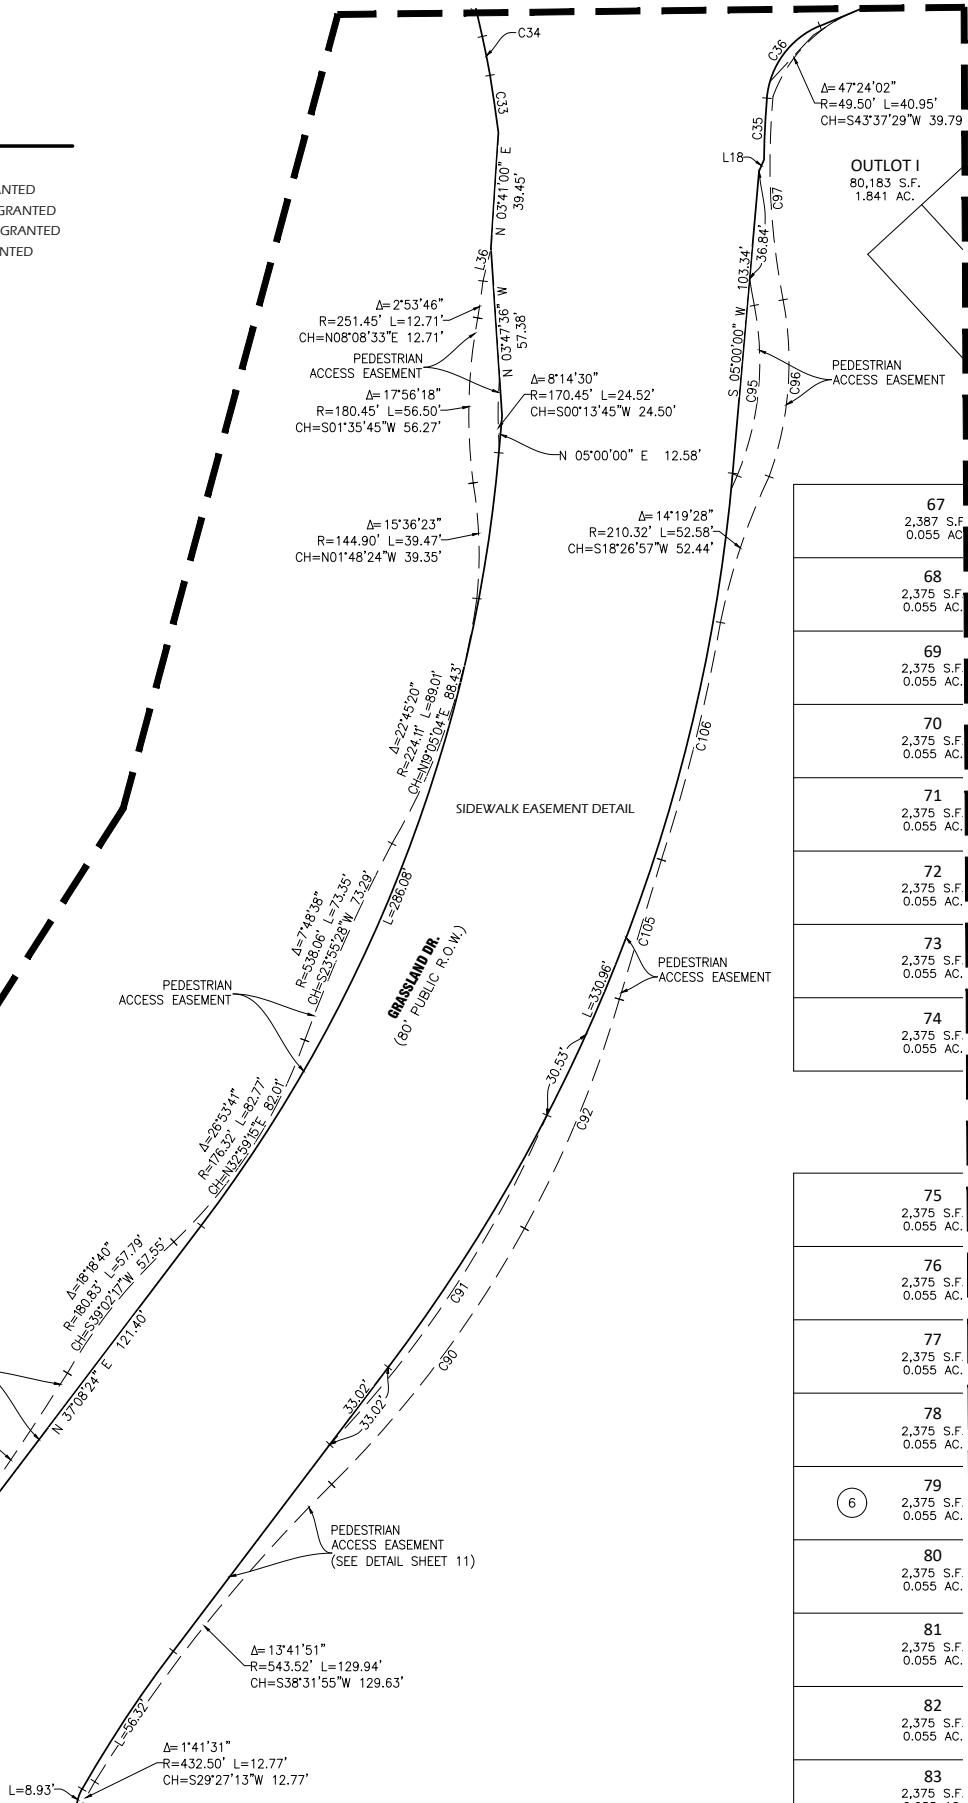 C34
C36
Δ=47°24'02"
R=49.50' L=40.95'
CH=S43°37'29"W 39.79
C33
C35
L18
OUTLOT I
80,183 S.F.
1.841 AC.
ANTED
GRANTED
GRANTED
NTED
N 03°41'00" E
39.45'
C97
36.84'
103.34'
S 05°00'00" W
L36
Δ=2°53'46"
R=251.45' L=12.71'
CH=N08°08'33"E 12.71'
N 03°47'36" W
57.38'
PEDESTRIAN
ACCESS EASEMENT
PEDESTRIAN
ACCESS EASEMENT
C95
C96
Δ=8°14'30"
R=170.45' L=24.52'
CH=S00°13'45"W 24.50'
Δ=17°56'18"
R=180.45' L=56.50'
CH=S01°35'45"W 56.27'
N 05°00'00" E 12.58'
Δ=15°36'23"
R=144.90' L=39.47'
CH=N01°48'24"W 39.35'
Δ=14°19'28"
R=210.32' L=52.58'
CH=S18°26'57"W 52.44'
67
2,387 S.F
0.055 AC
68
2,375 S.F.
0.055 AC.
69
2,375 S.F.
0.055 AC.
70
2,375 S.F.
0.055 AC.
71
2,375 S.F.
0.055 AC.
72
2,375 S.F.
0.055 AC.
73
2,375 S.F.
0.055 AC.
74
2,375 S.F.
0.055 AC.
Δ=22°45'20"
R=224.11' L=89.01'
CH=N19°05'04"E 88.43'
C106
SIDEWALK EASEMENT DETAIL
Δ=7°48'38"
R=538.06' L=73.35'
CH=S23°55'28"W 73.29'
L=286.08'
GRASSLAND DR.
(80' PUBLIC R.O.W.)
C105
PEDESTRIAN
ACCESS EASEMENT
PEDESTRIAN
ACCESS EASEMENT
L=330.96'
30.53'
C92
Δ=26°53'41"
R=176.32' L=82.77'
CH=N32°59'15"E 82.01'
75
2,375 S.F.
0.055 AC.
76
2,375 S.F.
0.055 AC.
77
2,375 S.F.
0.055 AC.
78
2,375 S.F.
0.055 AC.
6
79
2,375 S.F.
0.055 AC.
80
2,375 S.F.
0.055 AC.
81
2,375 S.F.
0.055 AC.
82
2,375 S.F.
0.055 AC.
83
2,375 S.F.
Δ=18°18'40"
R=180.83' L=57.79'
CH=S39°02'17"W 57.55'
N 37°08'24" E 121.40'
C91
C90
33.02'
33.02'
PEDESTRIAN
ACCESS EASEMENT
(SEE DETAIL SHEET 11)
Δ=13°41'51"
R=543.52' L=129.94'
CH=S38°31'55"W 129.63'
L=56.32'
Δ=1°41'31"
R=432.50' L=12.77'
CH=S29°27'13"W 12.77'
L=8.93'